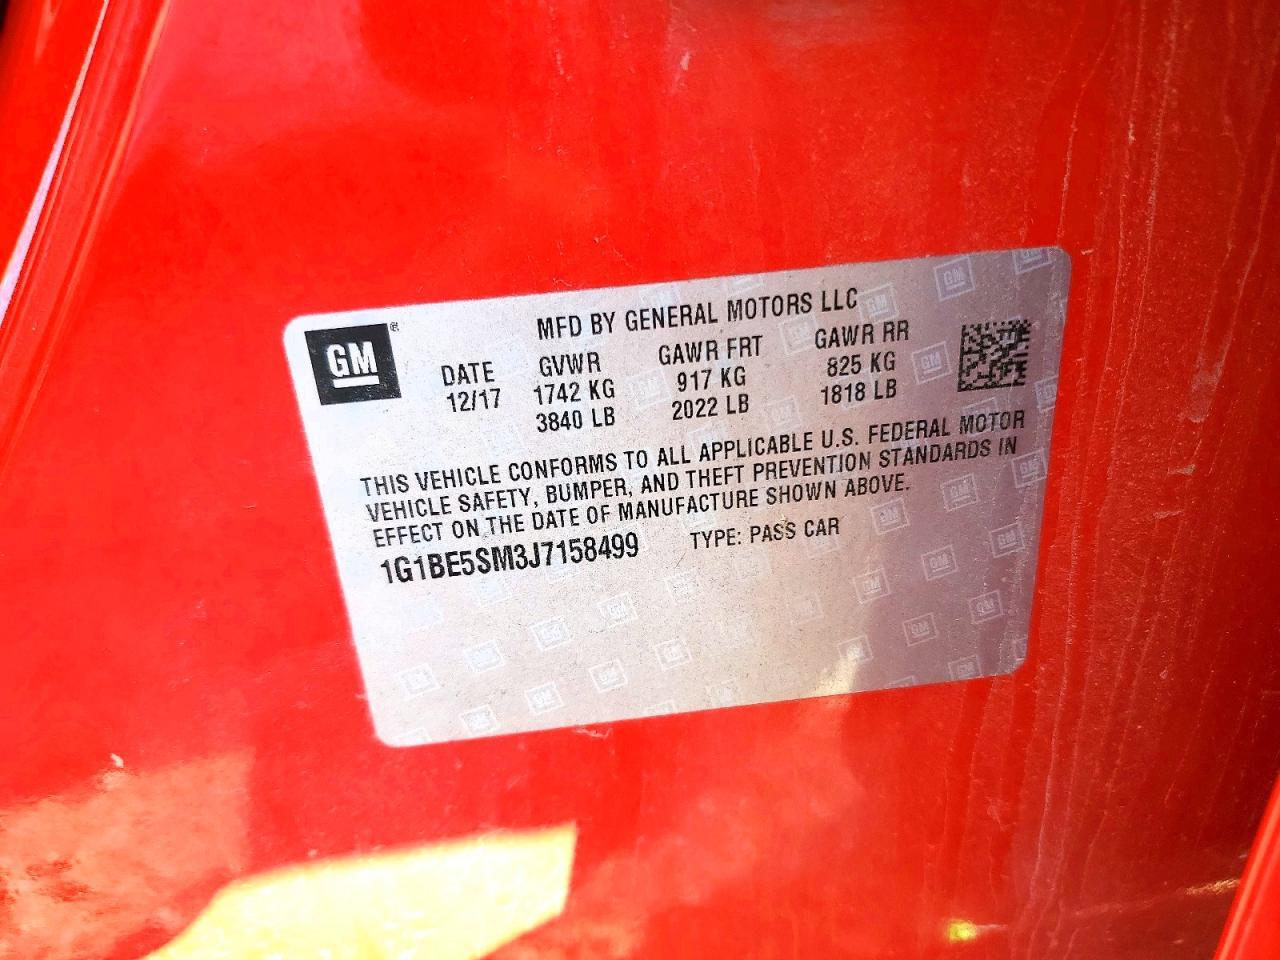 MFD BY GENERAL MOTORS LLC
GM®
DATE GVWR GAWR FRT GAWR RR
12/17 1742 KG 917 KG 825 KG
3840 LB 2022 LB 1818 LB
THIS VEHICLE CONFORMS TO ALL APPLICABLE U.S. FEDERAL MOTOR
VEHICLE SAFETY, BUMPER, AND THEFT PREVENTION STANDARDS IN
EFFECT ON THE DATE OF MANUFACTURE SHOWN ABOVE.
1G1BE5SM3J7158499 TYPE: PASS CAR